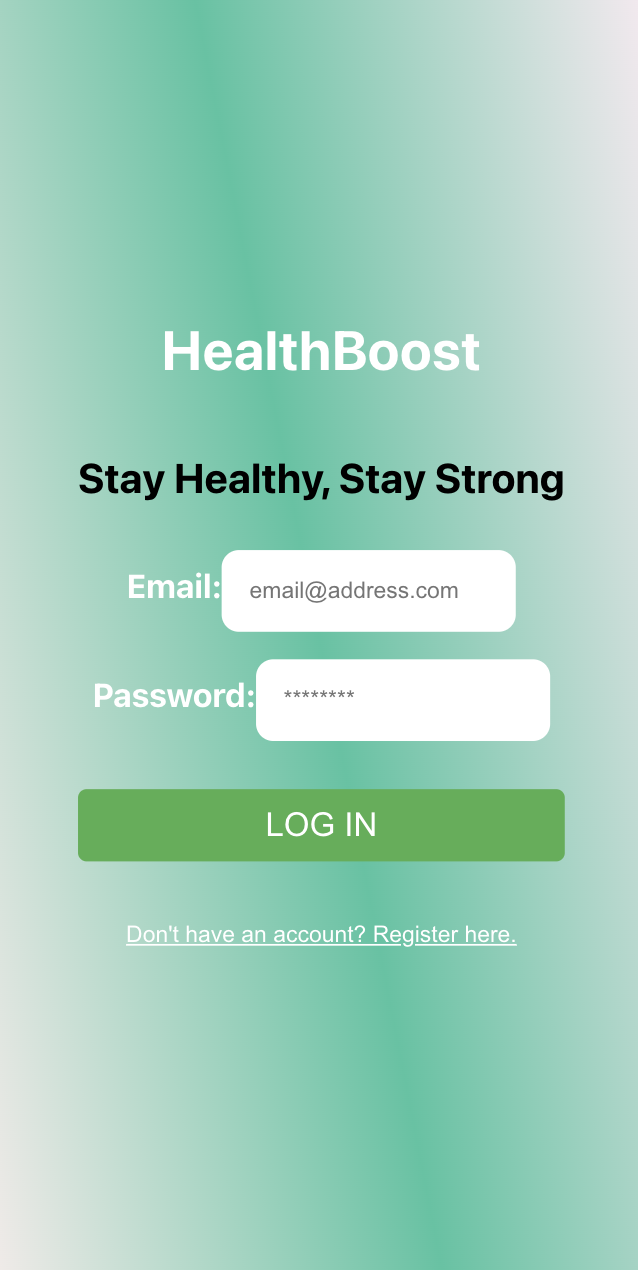 HealthBoost
Stay Healthy, Stay Strong
Email: email@address.com
Password: ********
LOG IN
Don't have an account? Register here.